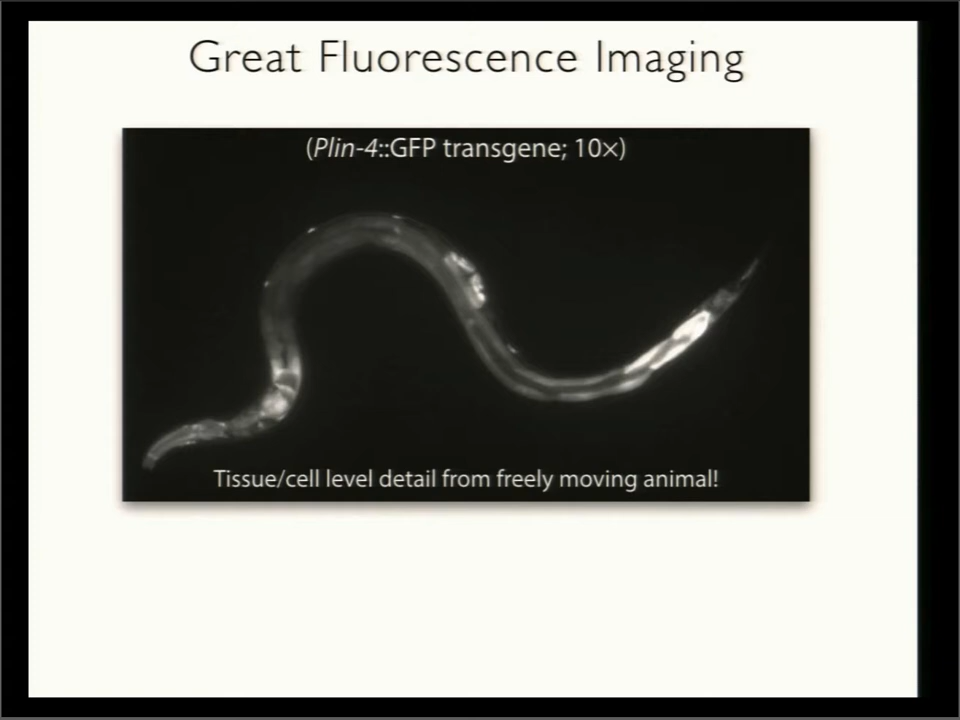 Great Fluorescence Imaging
(Plin-4::GFP transgene; 10×)
Tissue/cell level detail from freely moving animal!